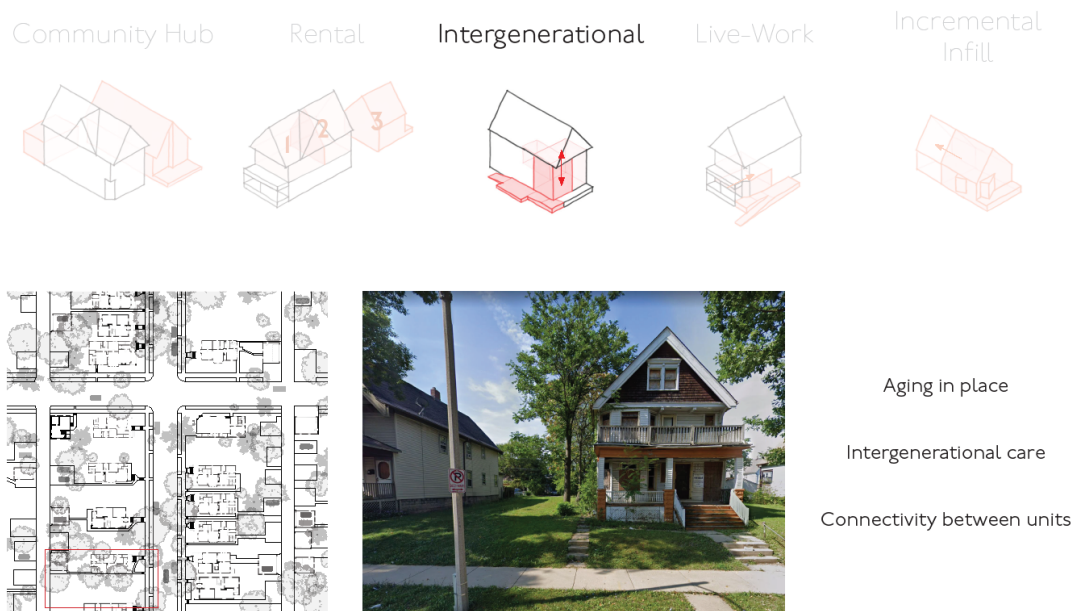 Community Hub
Rental
Intergenerational
Live-Work
Incremental
Infill
1
2
3
P
Aging in place
Intergenerational care
Connectivity between units